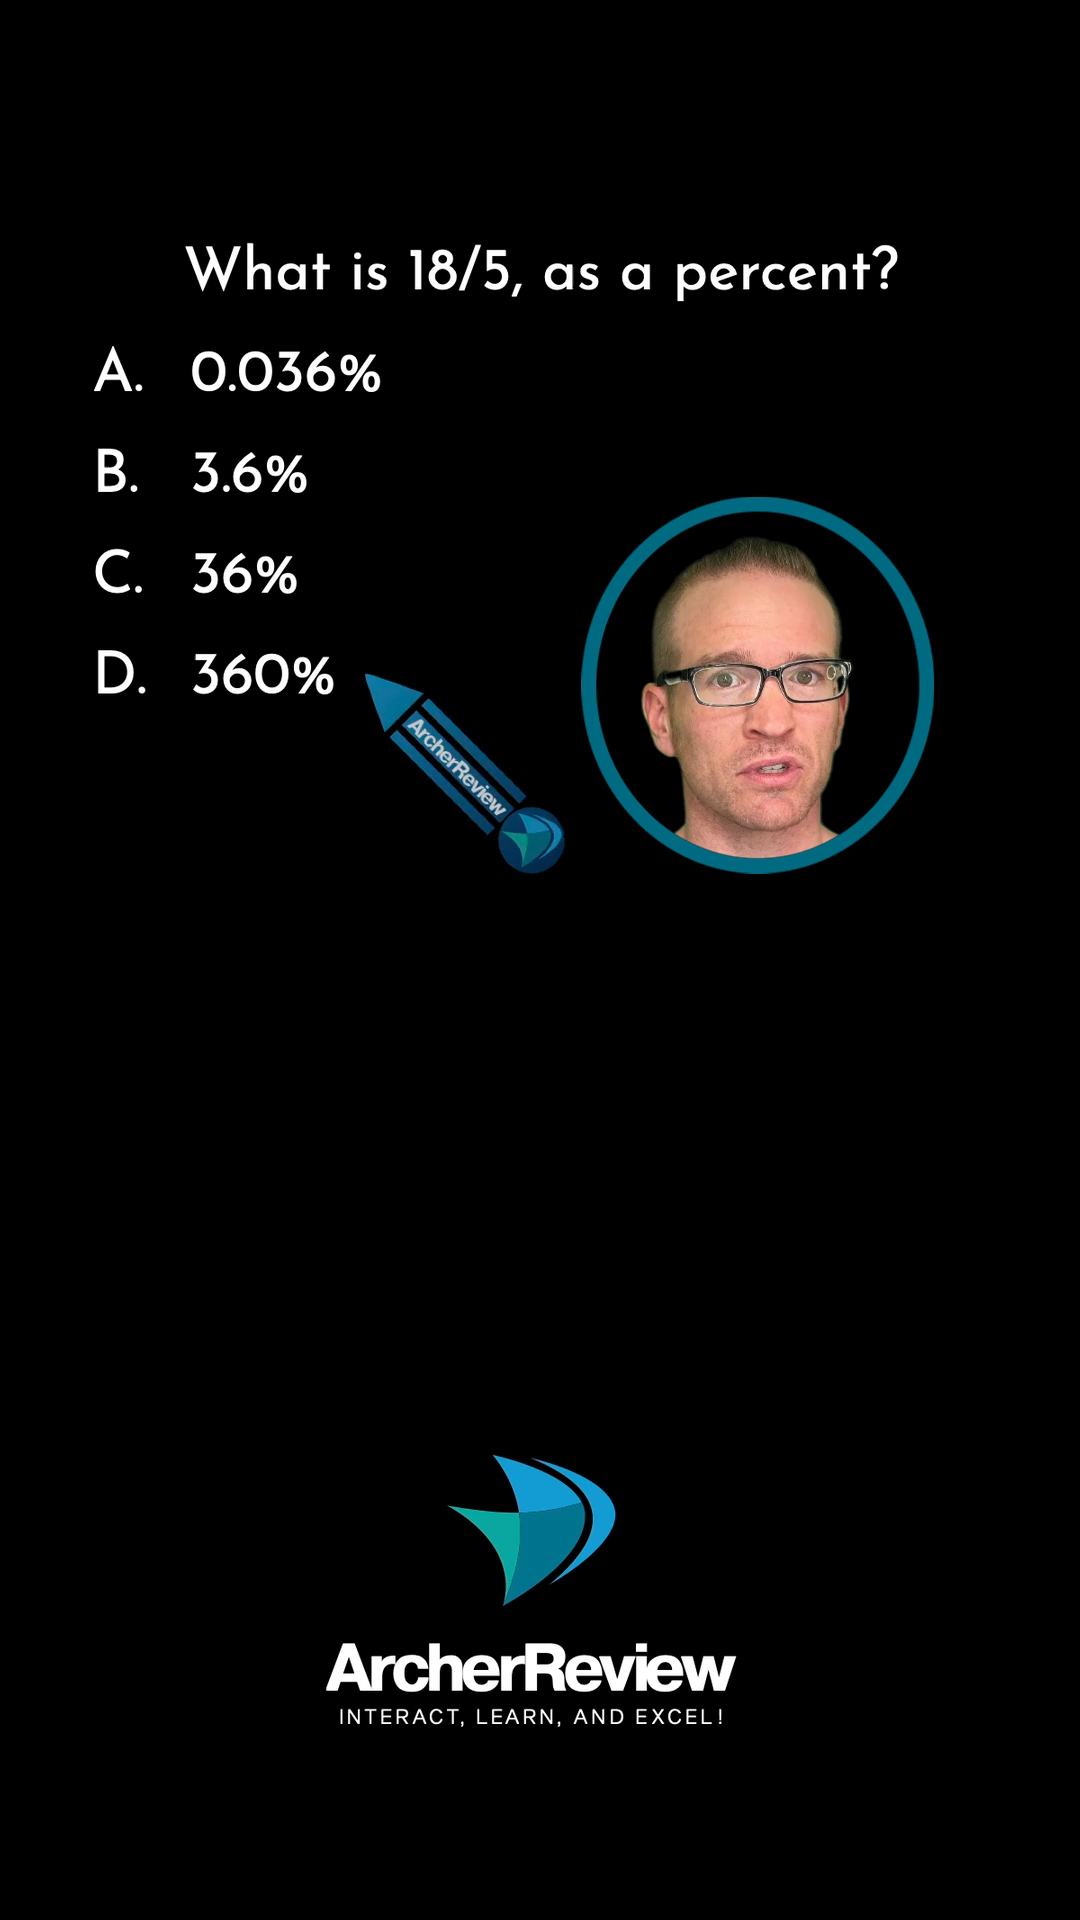 What is 18/5, as a percent?
A. 0.036%
B. 3.6%
C. 36%
D. 360%
ArcherReview
ArcherReview
INTERACT, LEARN, AND EXCEL!